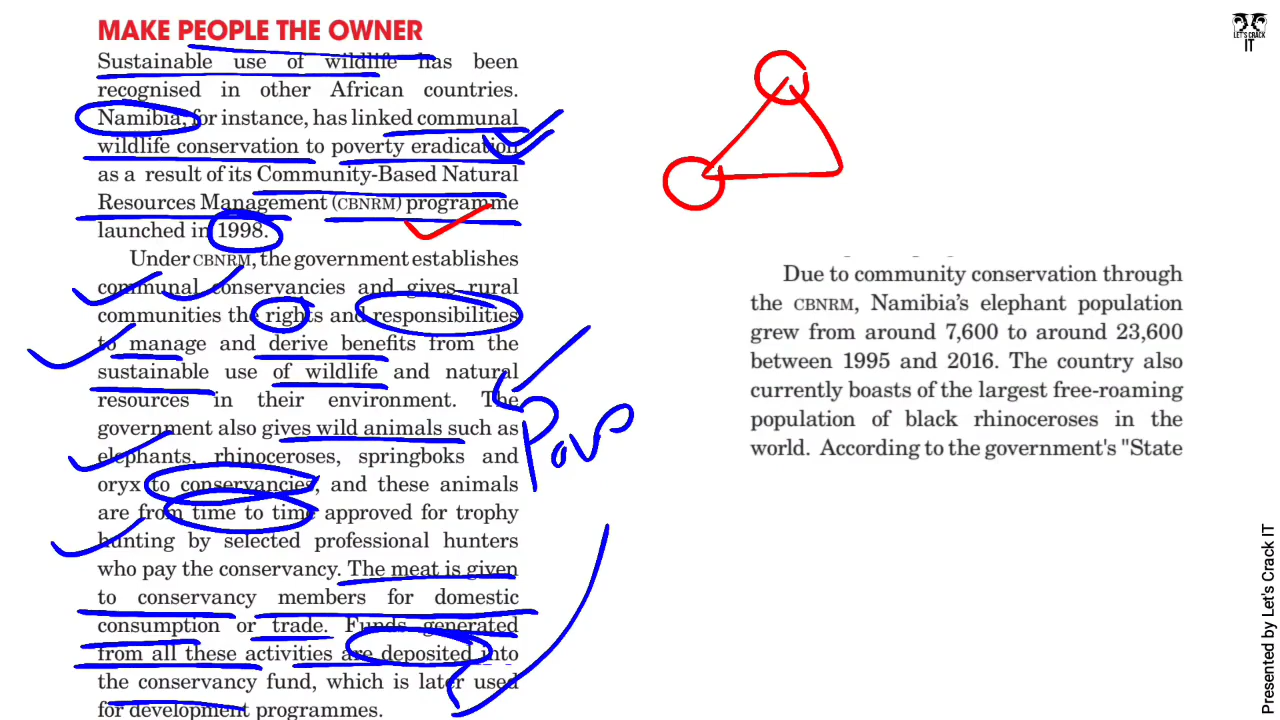 MAKE PEOPLE THE OWNER
Sustainable use of wildlife has been
recognised in other African countries.
Namibia, for instance, has linked communal
wildlife conservation to poverty eradication
as a result of its Community-Based Natural
Resources Management (CBNRM) programme
launched in 1998.
Under CBNRM, the government establishes
communal conservancies and gives rural
communities the rights and responsibilities
to manage and derive benefits from the
sustainable use of wildlife and natural
resources in their environment. The
government also gives wild animals such as
elephants, rhinoceroses, springboks and
oryx to conservancies, and these animals
are from time to time approved for trophy
hunting by selected professional hunters
who pay the conservancy. The meat is given
to conservancy members for domestic
consumption or trade. Funds generated
from all these activities are deposited into
the conservancy fund, which is later used
for development programmes.
Due to community conservation through
the CBNRM, Namibia's elephant population
grew from around 7,600 to around 23,600
between 1995 and 2016. The country also
currently boasts of the largest free-roaming
population of black rhinoceroses in the
world. According to the government's "State
LET'S CRACK
IT
Presented by Let's Crack IT